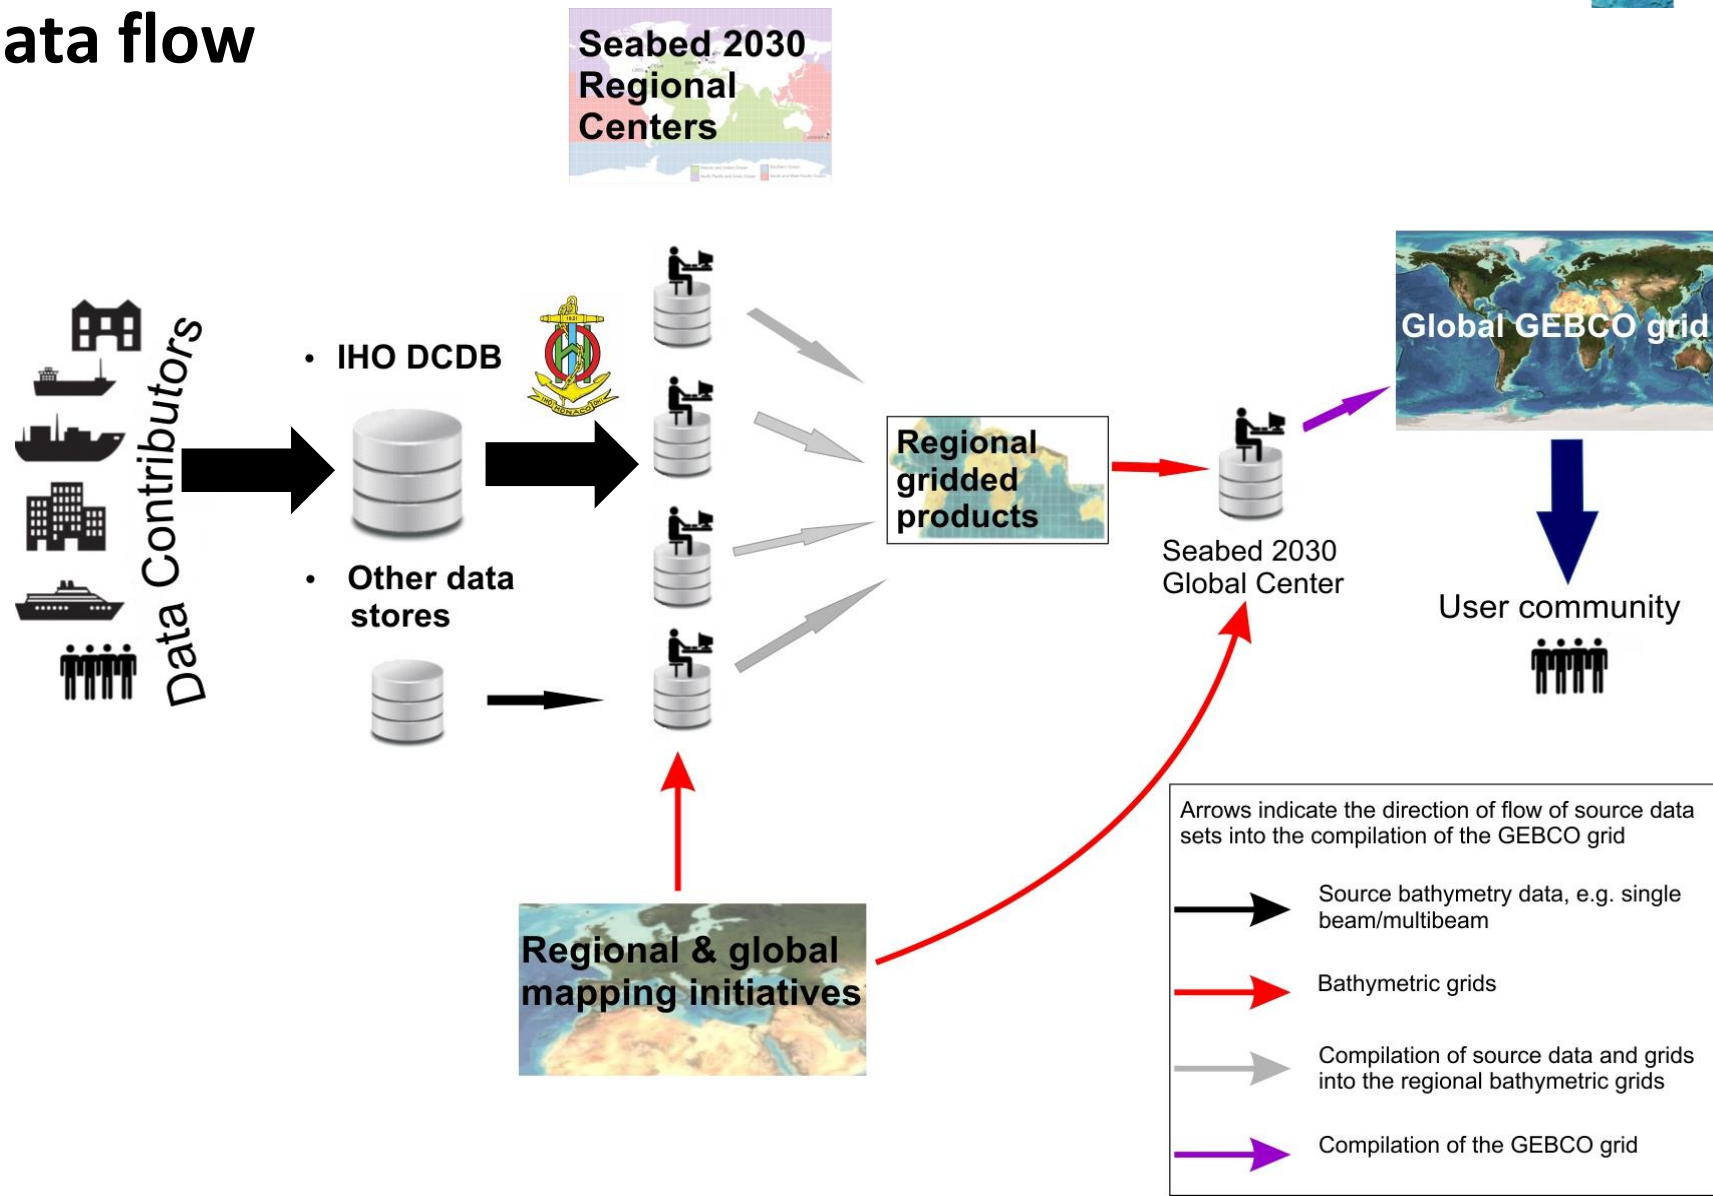 ata flow
Seabed 2030
Regional
Centers
Data Contributors
• IHO DCDB
• Other data
stores
Regional
gridded
products
Seabed 2030
Global Center
Global GEBCO grid
User community
Regional & global
mapping initiatives
Arrows indicate the direction of flow of source data
sets into the compilation of the GEBCO grid
Source bathymetry data, e.g. single
beam/multibeam
Bathymetric grids
Compilation of source data and grids
into the regional bathymetric grids
Compilation of the GEBCO grid